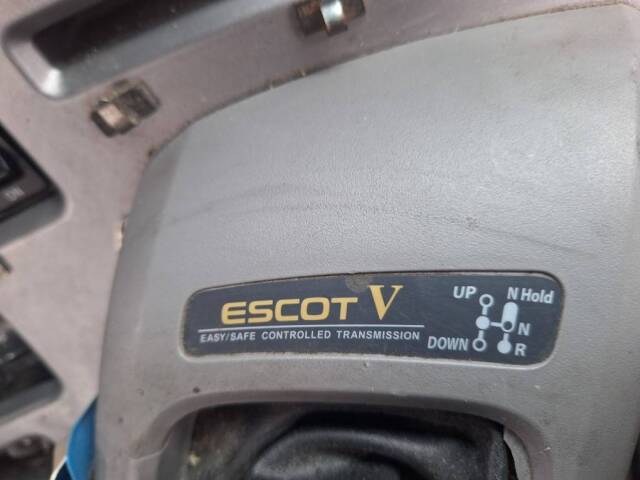 ESCOT V
EASY/SAFE CONTROLLED TRANSMISSION
UP N Hold
N
DOWN R